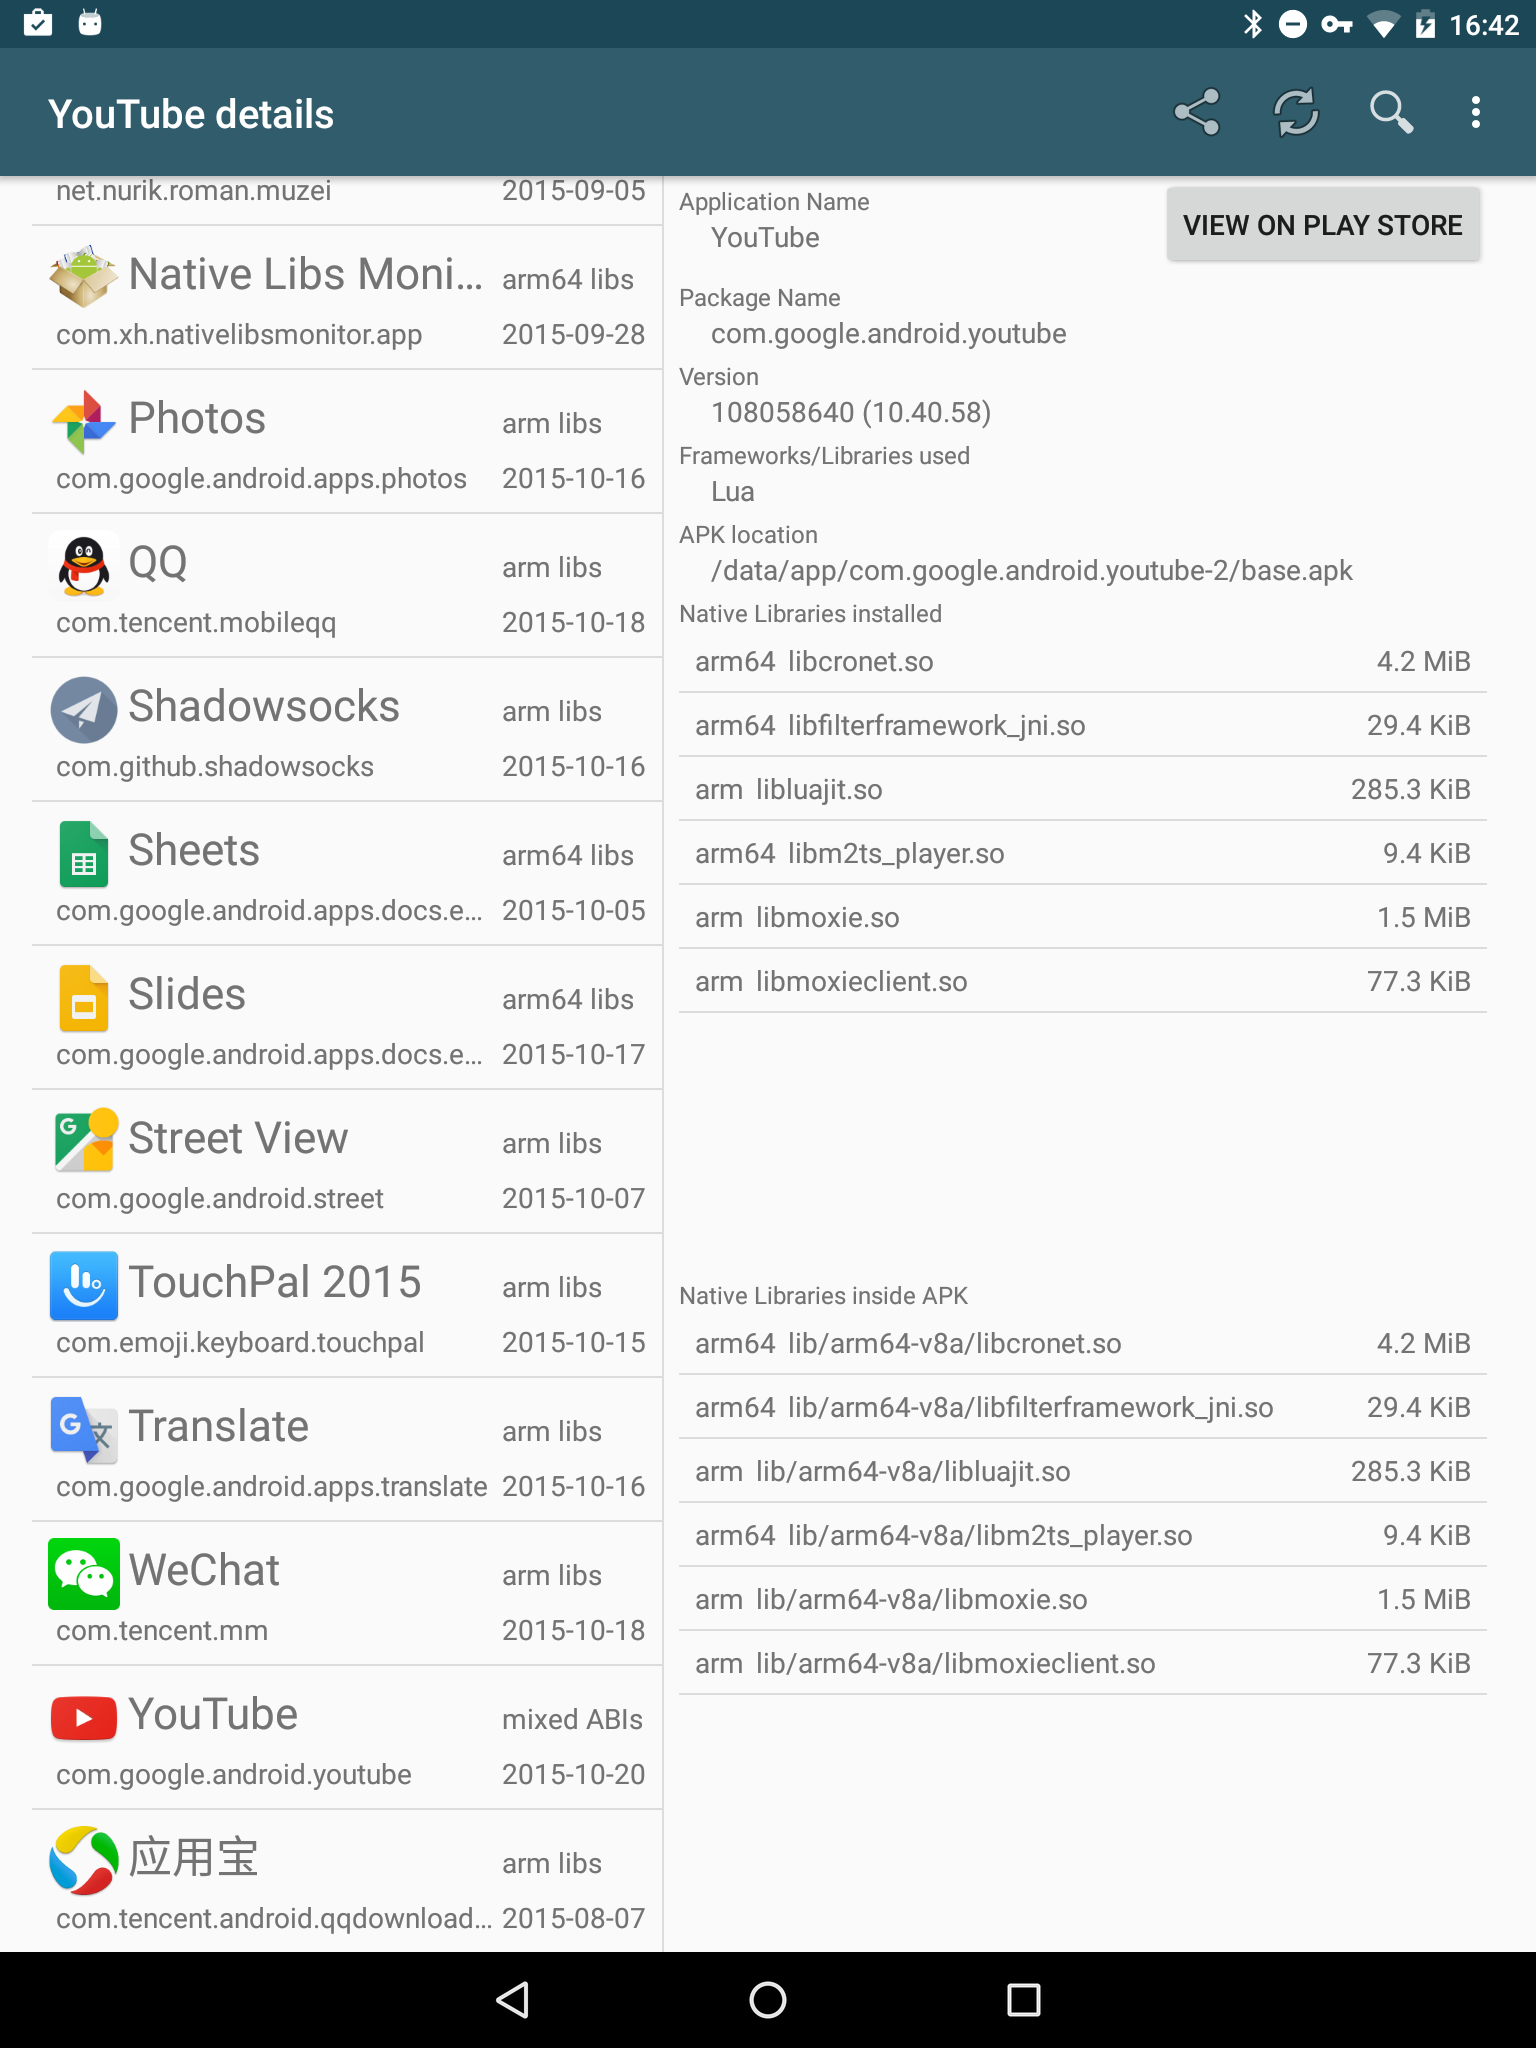 16:42
YouTube details
net.nurik.roman.muzei 2015-09-05
Native Libs Moni... arm64 libs
com.xh.nativelibsmonitor.app 2015-09-28
Photos arm libs
com.google.android.apps.photos 2015-10-16
QQ arm libs
com.tencent.mobileqq 2015-10-18
Shadowsocks arm libs
com.github.shadowsocks 2015-10-16
Sheets arm64 libs
com.google.android.apps.docs.e... 2015-10-05
Slides arm64 libs
com.google.android.apps.docs.e... 2015-10-17
Street View arm libs
com.google.android.street 2015-10-07
TouchPal 2015 arm libs
com.emoji.keyboard.touchpal 2015-10-15
Translate arm libs
com.google.android.apps.translate 2015-10-16
WeChat arm libs
com.tencent.mm 2015-10-18
YouTube mixed ABIs
com.google.android.youtube 2015-10-20
应用宝 arm libs
com.tencent.android.qqdownload... 2015-08-07
Application Name
YouTube
VIEW ON PLAY STORE
Package Name
com.google.android.youtube
Version
108058640 (10.40.58)
Frameworks/Libraries used
Lua
APK location
/data/app/com.google.android.youtube-2/base.apk
Native Libraries installed
arm64 libcronet.so 4.2 MiB
arm64 libfilterframework_jni.so 29.4 KiB
arm libluajit.so 285.3 KiB
arm64 libm2ts_player.so 9.4 KiB
arm libmoxie.so 1.5 MiB
arm libmoxieclient.so 77.3 KiB
Native Libraries inside APK
arm64 lib/arm64-v8a/libcronet.so 4.2 MiB
arm64 lib/arm64-v8a/libfilterframework_jni.so 29.4 KiB
arm lib/arm64-v8a/libluajit.so 285.3 KiB
arm64 lib/arm64-v8a/libm2ts_player.so 9.4 KiB
arm lib/arm64-v8a/libmoxie.so 1.5 MiB
arm lib/arm64-v8a/libmoxieclient.so 77.3 KiB